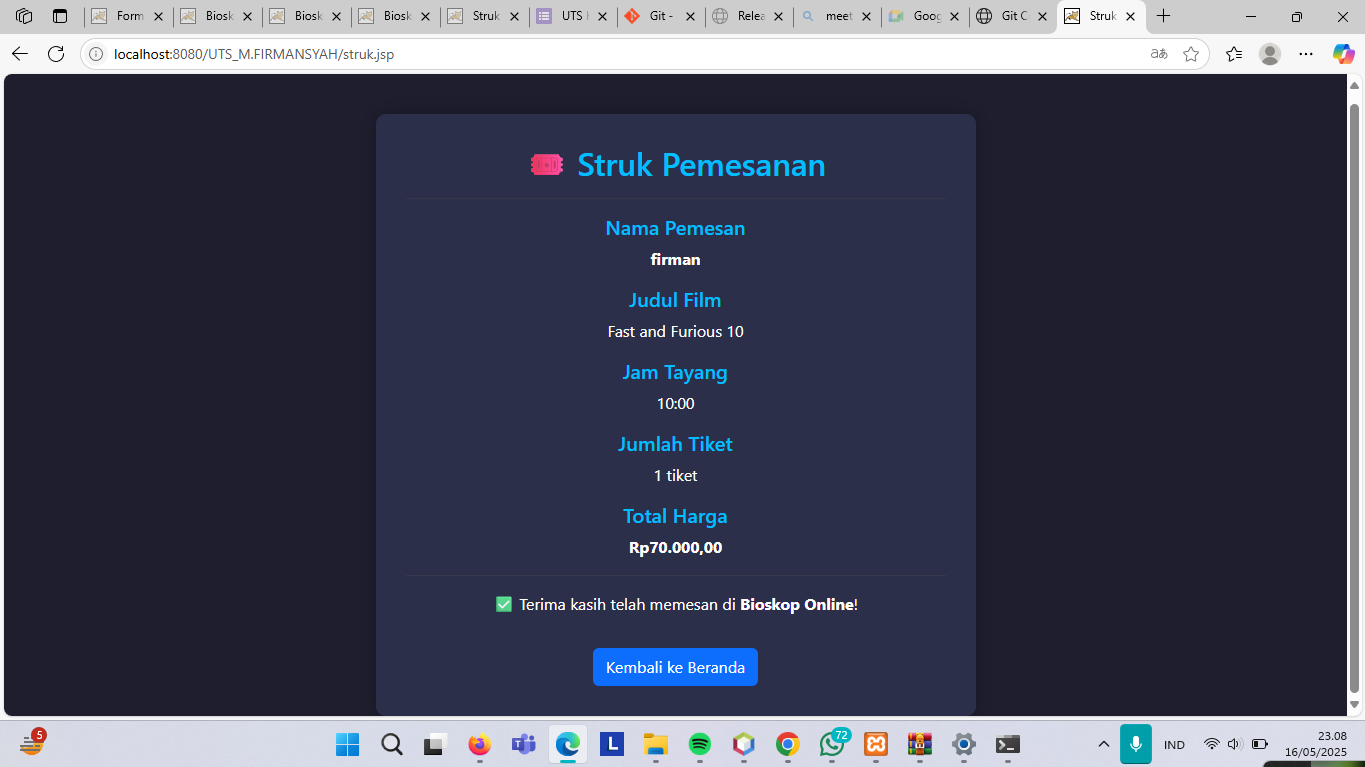 Form
Biosk
Biosk
Biosk
Struk
UTS
Git -
Relea
meet
Goog
Git C
Struk
localhost:8080/UTS_M.FIRMANSYAH/struk.jsp
Struk Pemesanan
Nama Pemesan
firman
Judul Film
Fast and Furious 10
Jam Tayang
10:00
Jumlah Tiket
1 tiket
Total Harga
Rp70.000,00
Terima kasih telah memesan di Bioskop Online!
Kembali ke Beranda
5
L
72
IND
23.08
16/05/2025